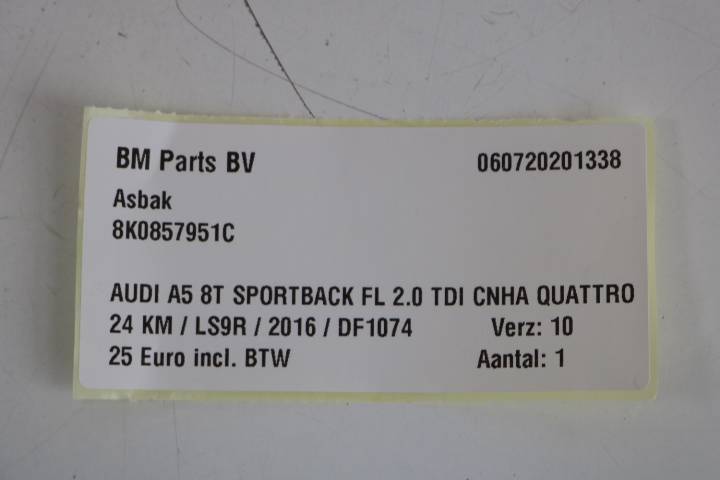 BM Parts BV 060720201338
Asbak
8K0857951C
AUDI A5 8T SPORTBACK FL 2.0 TDI CNHA QUATTRO
24 KM / LS9R / 2016 / DF1074 Verz: 10
25 Euro incl. BTW Aantal: 1